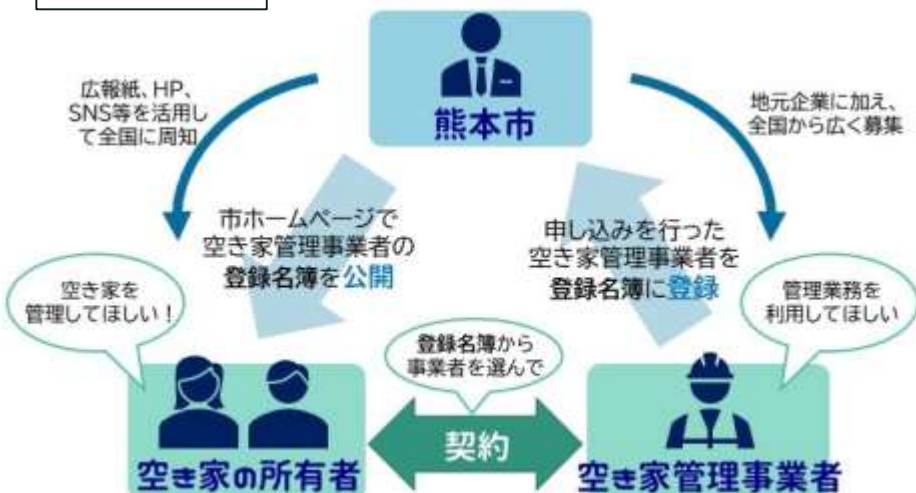 熊本市
広報紙、HP、
SNS等を活用し
て全国に周知
地元企業に加え、
全国から広く募集
市ホームページで
空き家管理事業者の
登録名簿を公開
申し込みを行った
空き家管理事業者を
登録名簿に登録
空き家を
管理してほしい!
管理業務を
利用してほしい
登録名簿から
事業者を選んで
契約
空き家の所有者
空き家管理事業者